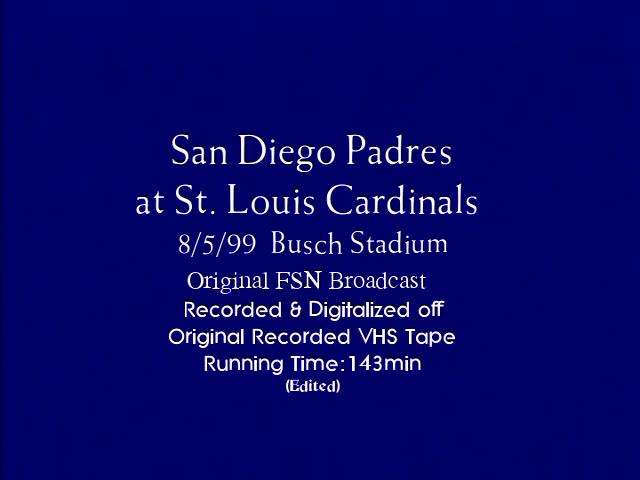 San Diego Padres
at St. Louis Cardinals
8/5/99 Busch Stadium
Original FSN Broadcast
Recorded & Digitalized off
Original Recorded VHS Tape
Running Time:143min
(Edited)